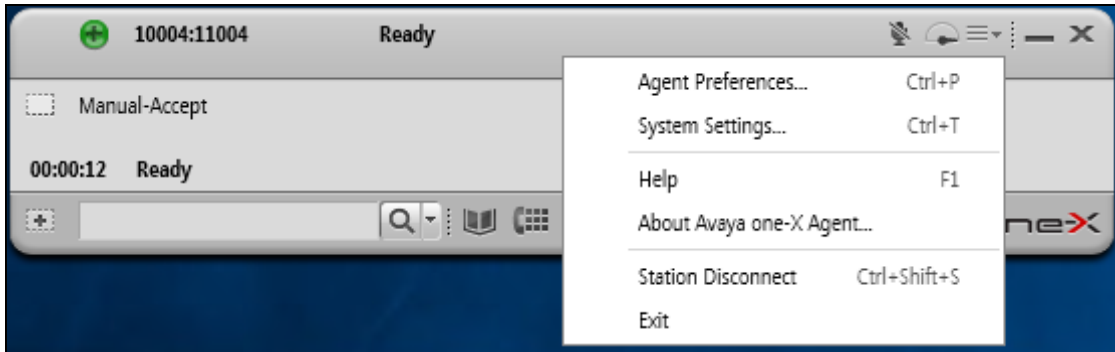 10004:11004 Ready
Manual-Accept
00:00:12 Ready
Agent Preferences... Ctrl+P
System Settings... Ctrl+T
Help F1
About Avaya one-X Agent...
Station Disconnect Ctrl+Shift+S
Exit
ne-X